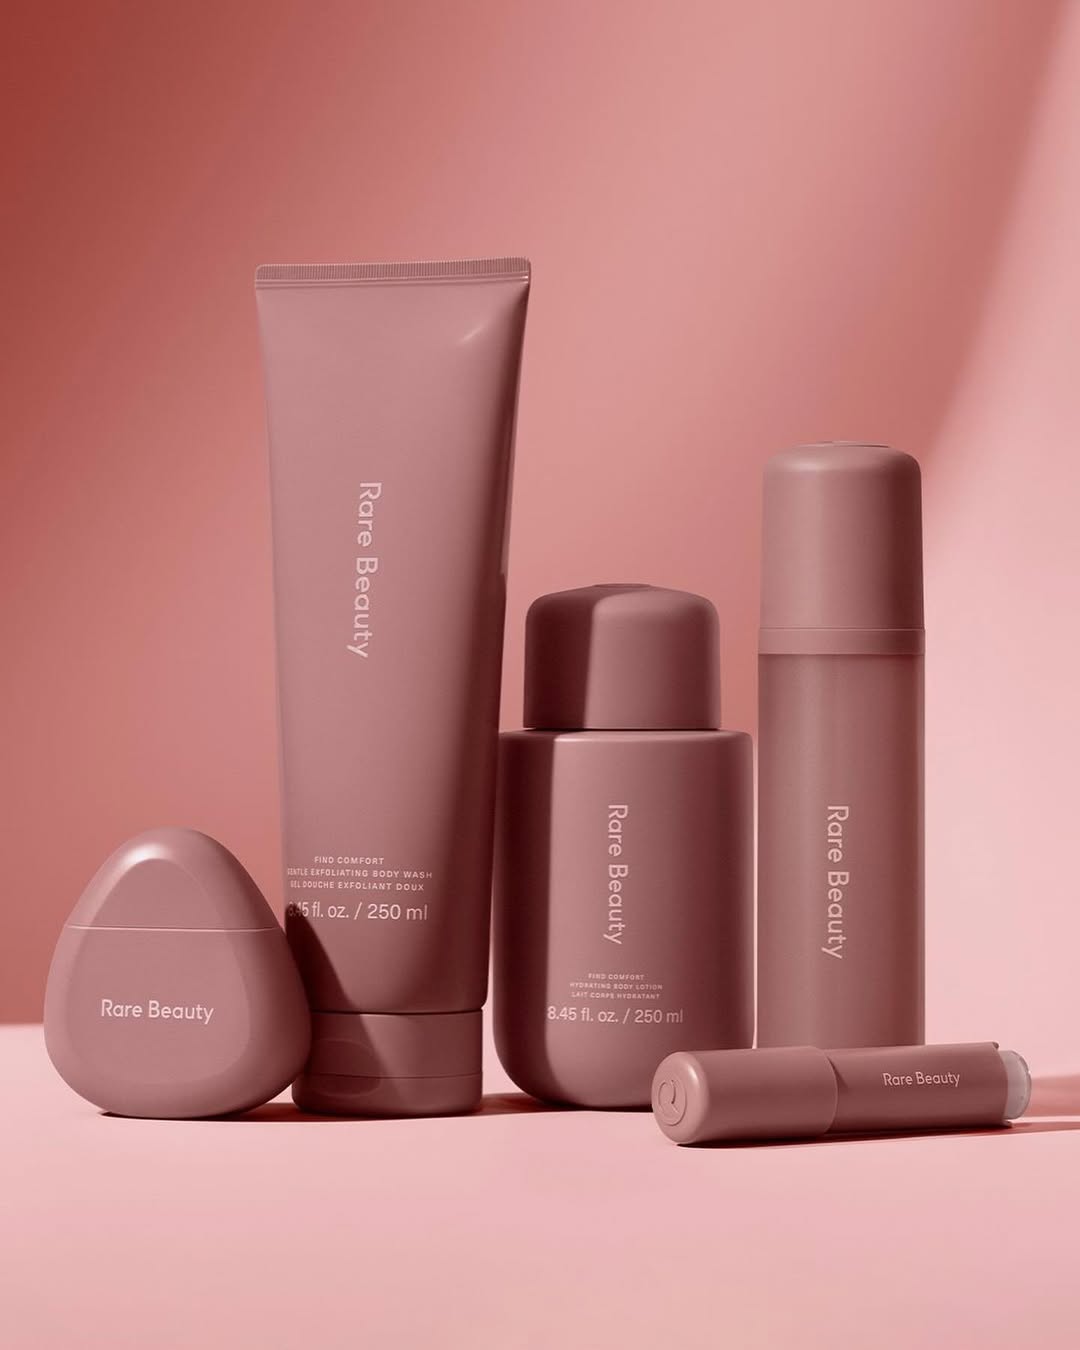 Rare Beauty
FIND COMFORT
GENTLE EXFOLIATING BODY WASH
GEL DOUCHE EXFOLIANT DOUX
8.45 fl. oz. / 250 ml
Rare Beauty
FIND COMFORT
HYDRATING BODY LOTION
LAIT CORPS HYDRATANT
8.45 fl. oz. / 250 ml
Rare Beauty
Rare Beauty
Rare Beauty